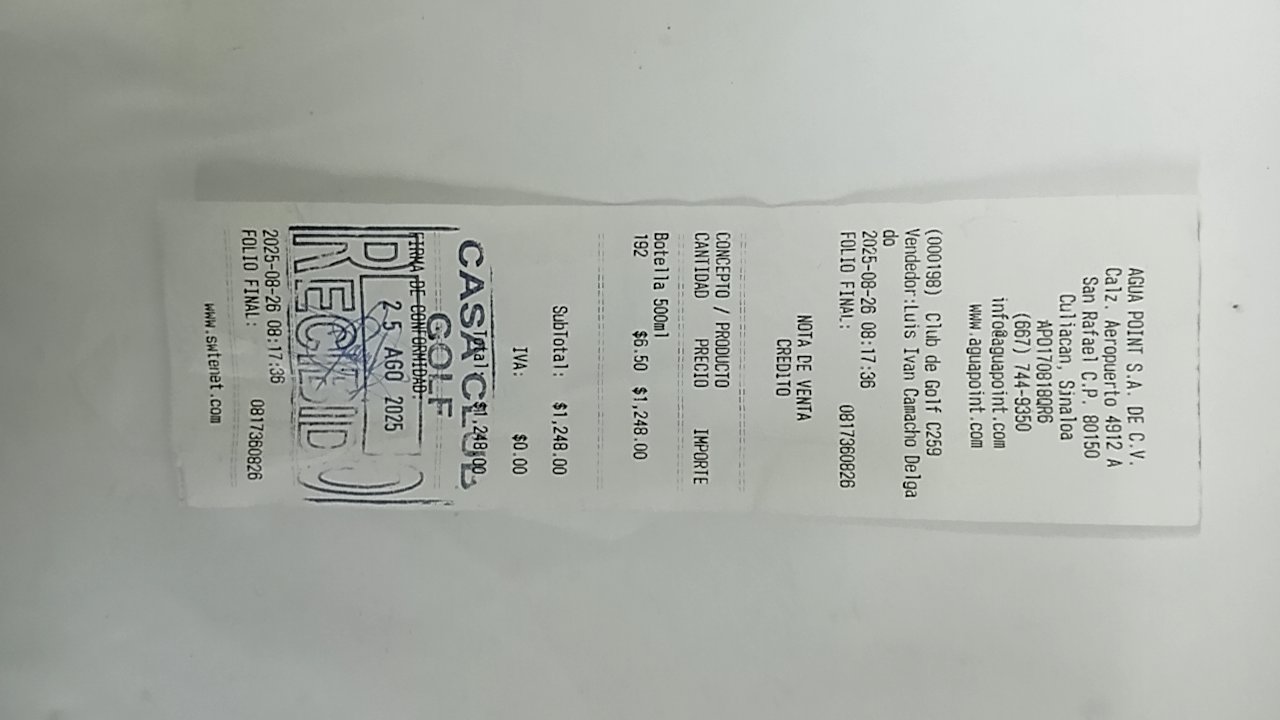 AGUA POINT S.A. DE C.V.
Calz. Aeropuerto 4912 A
San Rafael C.P. 80150
Culiacan, Sinaloa
APO170818QR6
(667) 744-9350
info@aguapoint.com
www.aguapoint.com
NOTA DE VENTA
CREDITO
(000198) Club de Golf C259
Vendedor:Luis Ivan Camacho Delga
do
2025-08-26 08:17:36
FOLIO FINAL: 0817360826
CONCEPTO / PRODUCTO
CANTIDAD PRECIO IMPORTE
Botella 500ml
192 $6.50 $1,248.00
SubTotal: $1,248.00
IVA: $0.00
Total: $1,248.00
CASA CLUB
GOLF
FIRMA DE CONFORMIDAD:
25 AGO 2025
RECIBIDO
2025-08-26 08:17:36
FOLIO FINAL: 0817360826
www.swtenet.com